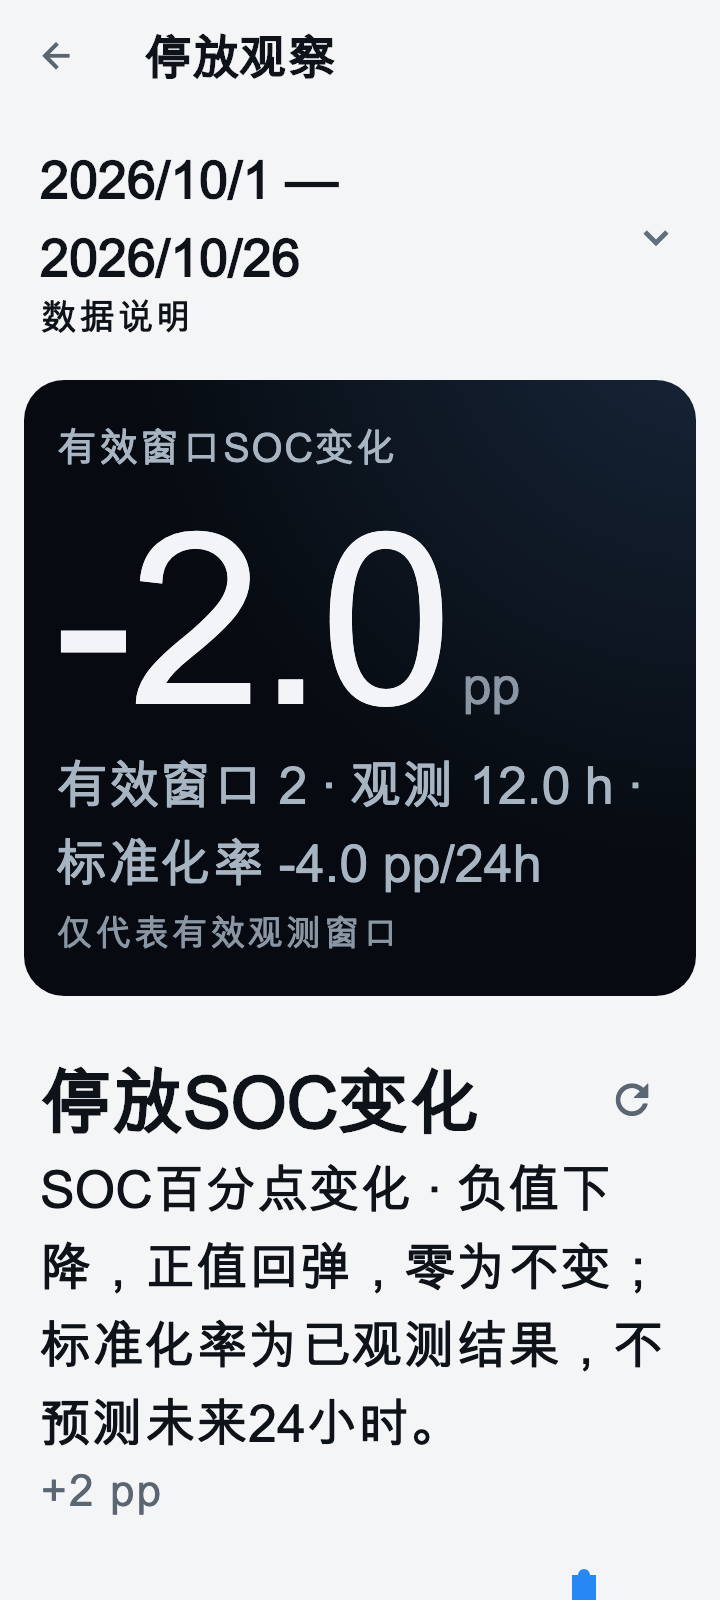 停放观察
2026/10/1 —
2026/10/26
数据说明
有效窗口SOC变化
-2.0 pp
有效窗口 2 · 观测 12.0 h ·
标准化率 -4.0 pp/24h
仅代表有效观测窗口
停放SOC变化
SOC百分点变化 · 负值下
降，正值回弹，零为不变；
标准化率为已观测结果，不
预测未来24小时。
+2 pp